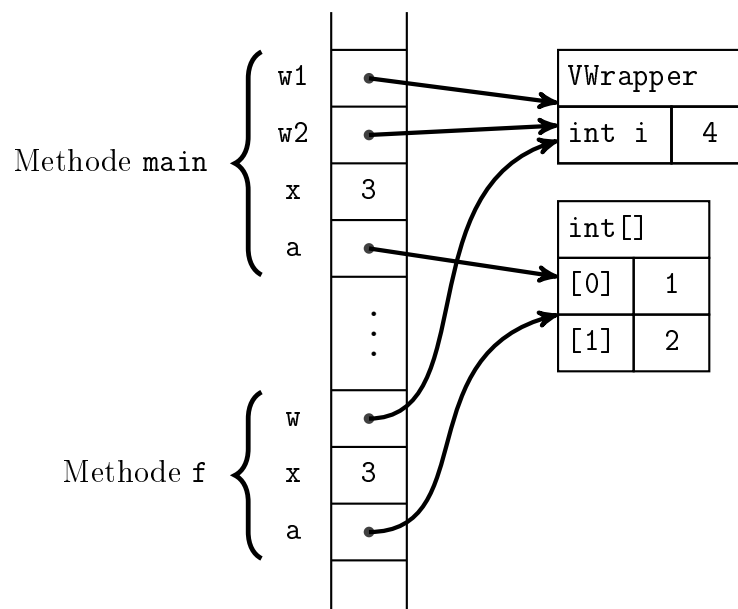 w1
VWrapper
w2
int i 4
Methode main
x 3
a
int[]
[0] 1
[1] 2
w
Methode f
x 3
a